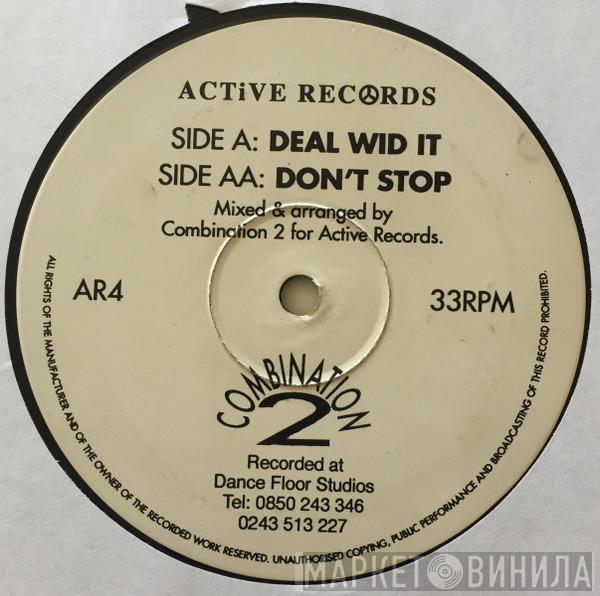 ACTiVE RECORDS
SIDE A: DEAL WID IT
SIDE AA: DON'T STOP
Mixed & arranged by
Combination 2 for Active Records.
AR4
33RPM
COMBINATION
2
Recorded at
Dance Floor Studios
Tel: 0850 243 346
0243 513 227
ALL RIGHTS OF THE MANUFACTURER AND OF THE OWNER OF THE RECORDED WORK RESERVED. UNAUTHORISED COPYING, PUBLIC PERFORMANCE AND BROADCASTING OF THIS RECORD PROHIBITED.
МАРКЕТ ВИНИЛА